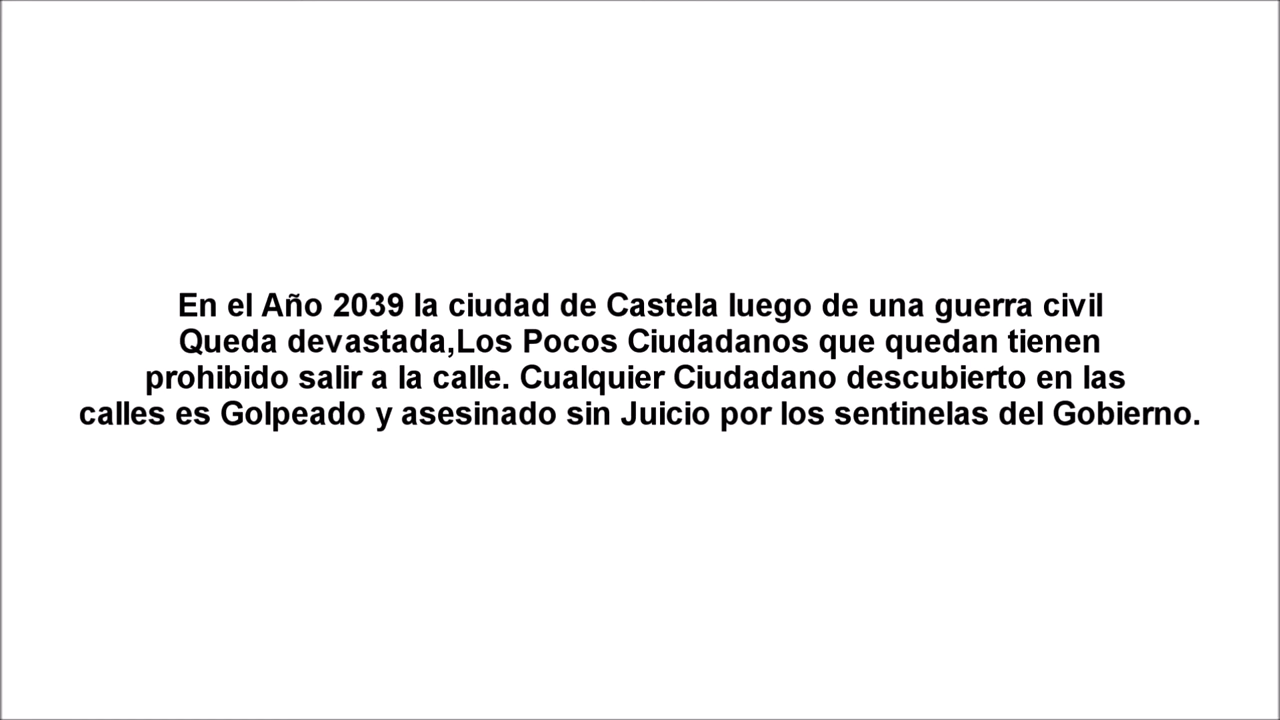 En el Año 2039 la ciudad de Castela luego de una guerra civil
Queda devastada,Los Pocos Ciudadanos que quedan tienen
prohibido salir a la calle. Cualquier Ciudadano descubierto en las
calles es Golpeado y asesinado sin Juicio por los sentinelas del Gobierno.